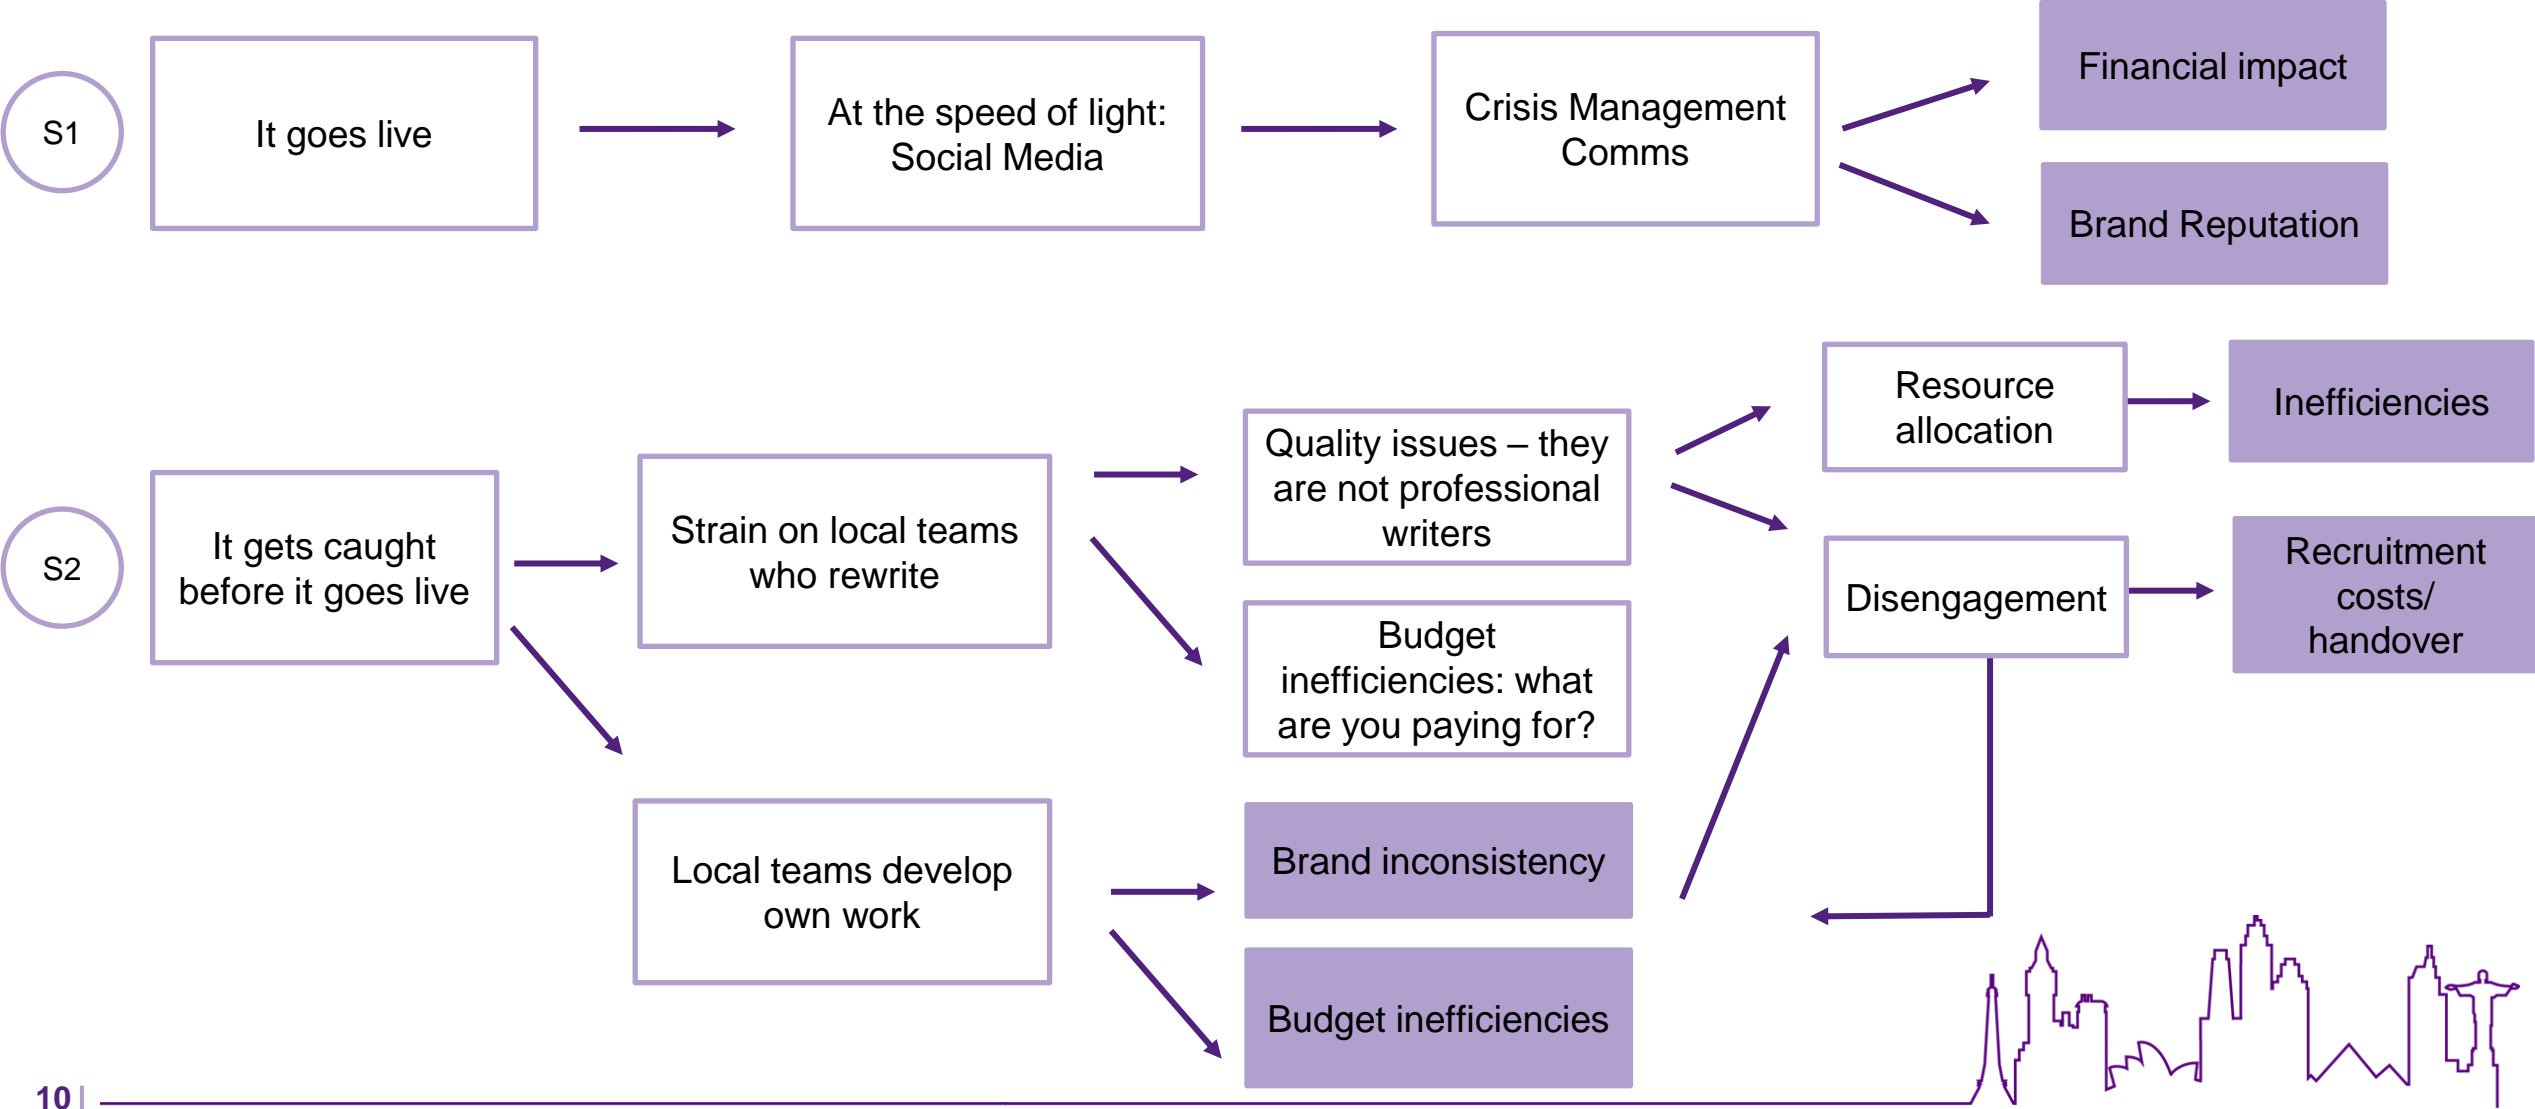 S1
It goes live
At the speed of light:
Social Media
Crisis Management
Comms
Financial impact
Brand Reputation
S2
It gets caught
before it goes live
Strain on local teams
who rewrite
Quality issues – they
are not professional
writers
Budget
inefficiencies: what
are you paying for?
Resource
allocation
Inefficiencies
Disengagement
Recruitment
costs/
handover
Local teams develop
own work
Brand inconsistency
Budget inefficiencies
10